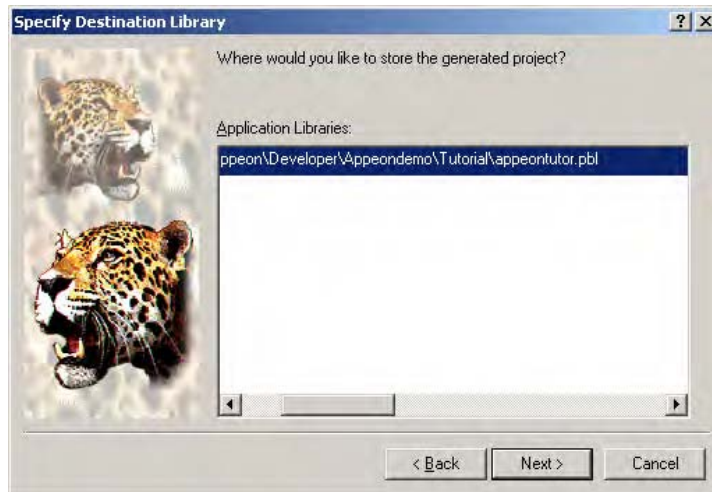 Specify Destination Library
Where would you like to store the generated project?
Application Libraries:
ppeon\Developer\Appeondemo\Tutorial\appeontutor.pbl
< Back
Next >
Cancel